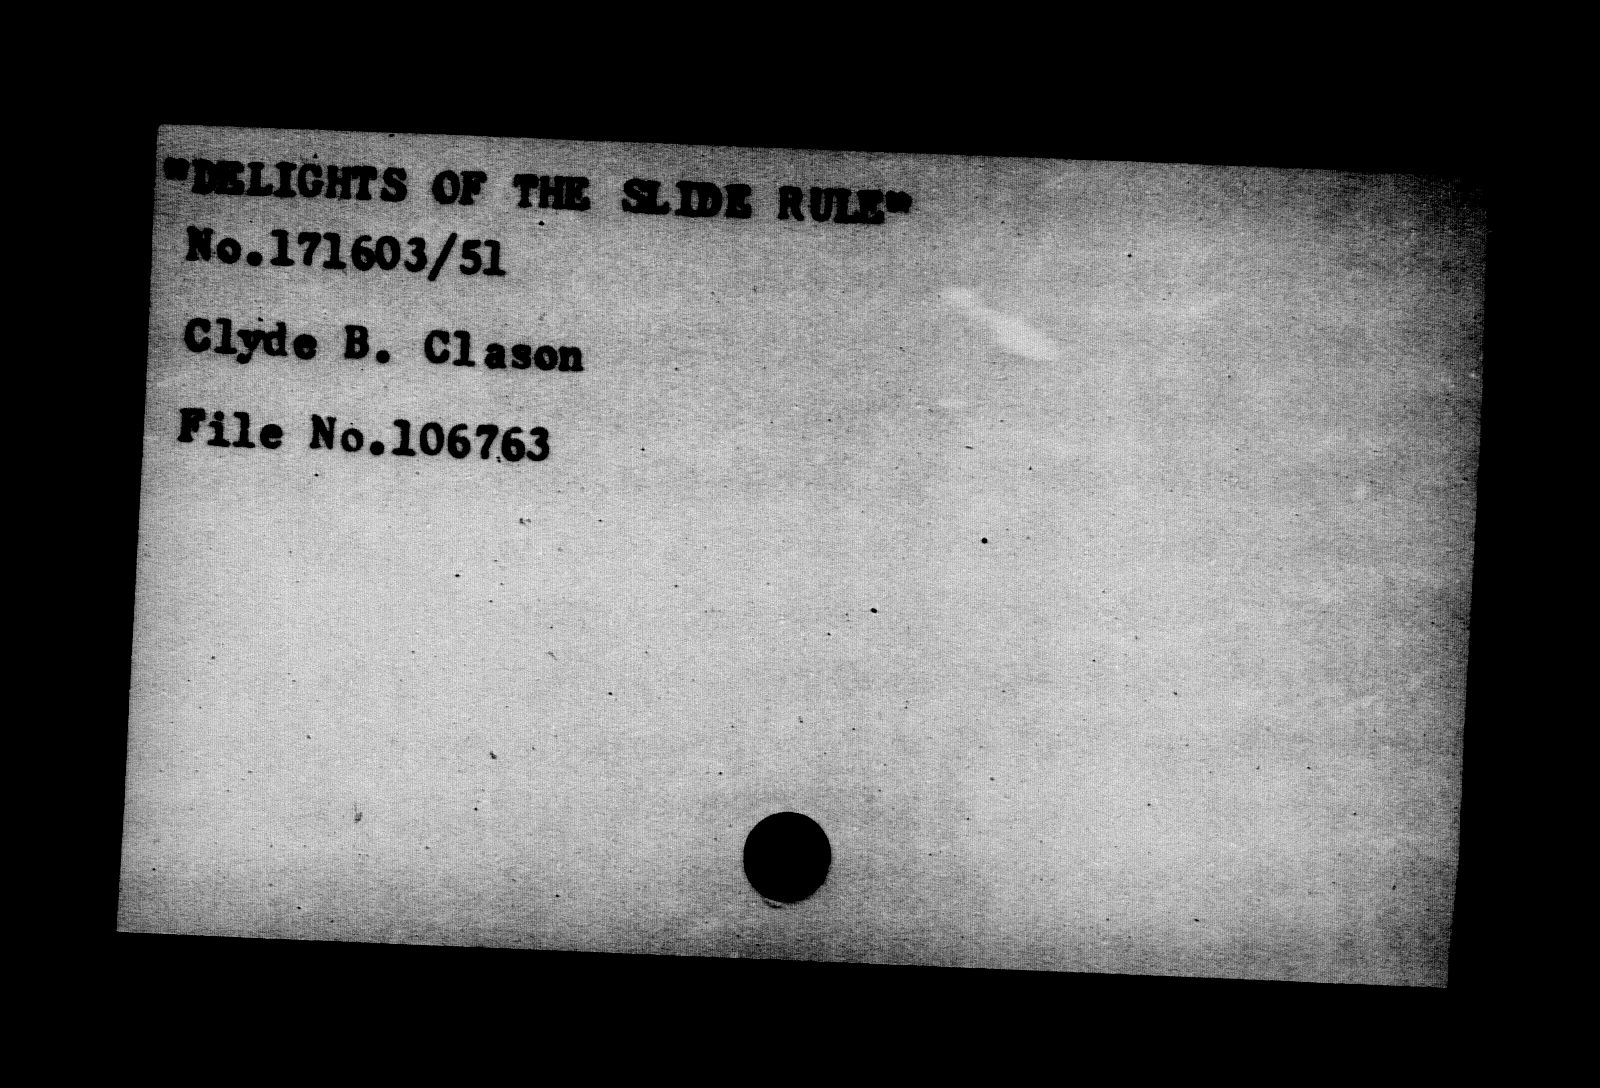 "DELIGHTS OF THE SLIDE RULE"
No.171603/51
Clyde B. Clason
File No.106763